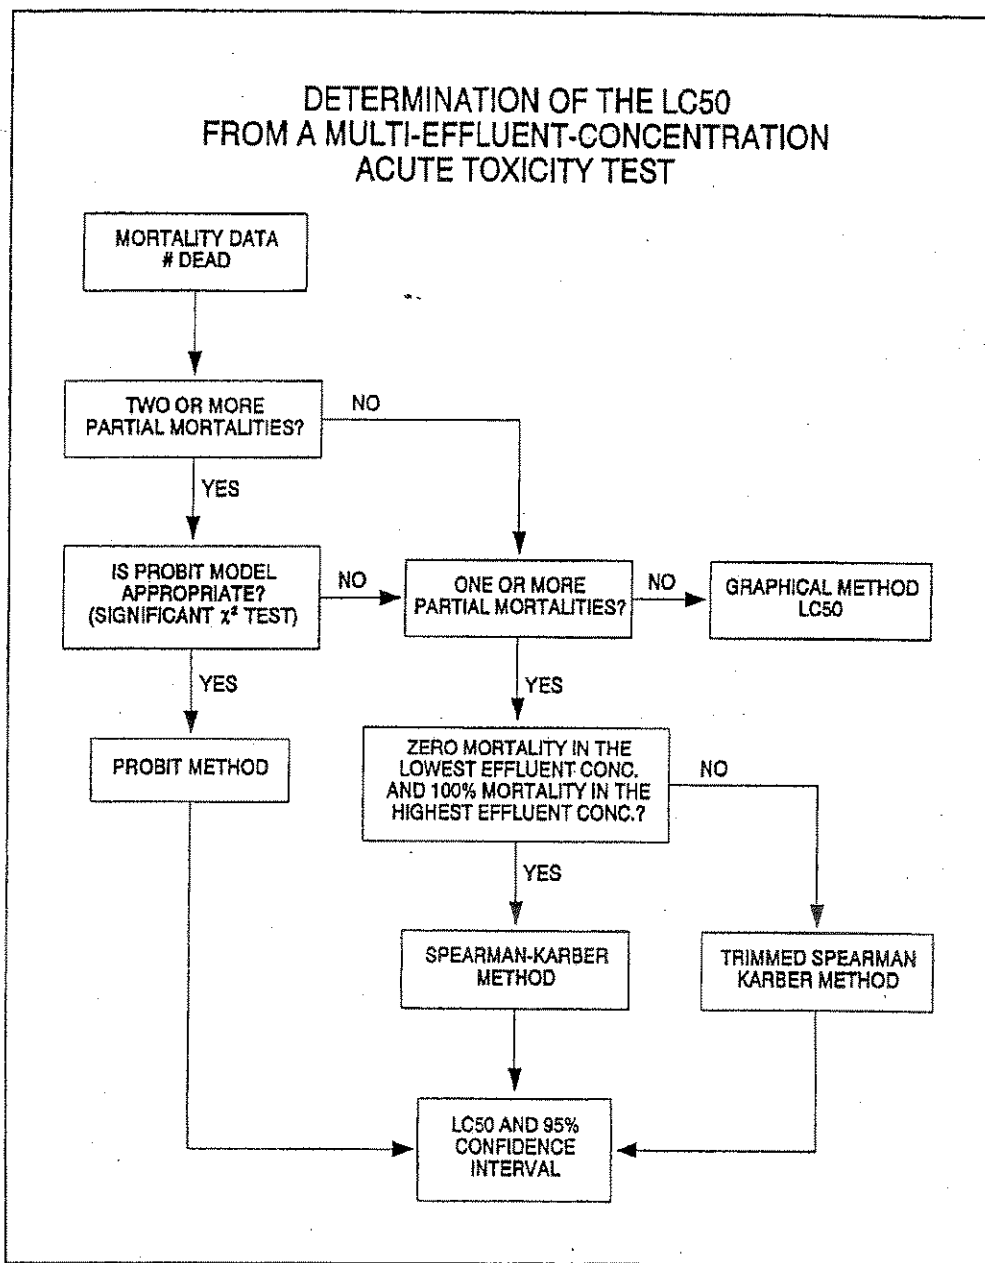 DETERMINATION OF THE LC50
FROM A MULTI-EFFLUENT-CONCENTRATION
ACUTE TOXICITY TEST
MORTALITY DATA
# DEAD
TWO OR MORE
PARTIAL MORTALITIES?
NO
YES
IS PROBIT MODEL
APPROPRIATE?
(SIGNIFICANT χ² TEST)
NO
ONE OR MORE
PARTIAL MORTALITIES?
NO
GRAPHICAL METHOD
LC50
YES
YES
PROBIT METHOD
ZERO MORTALITY IN THE
LOWEST EFFLUENT CONC.
AND 100% MORTALITY IN THE
HIGHEST EFFLUENT CONC.?
NO
YES
SPEARMAN-KARBER
METHOD
TRIMMED SPEARMAN
KARBER METHOD
LC50 AND 95%
CONFIDENCE
INTERVAL